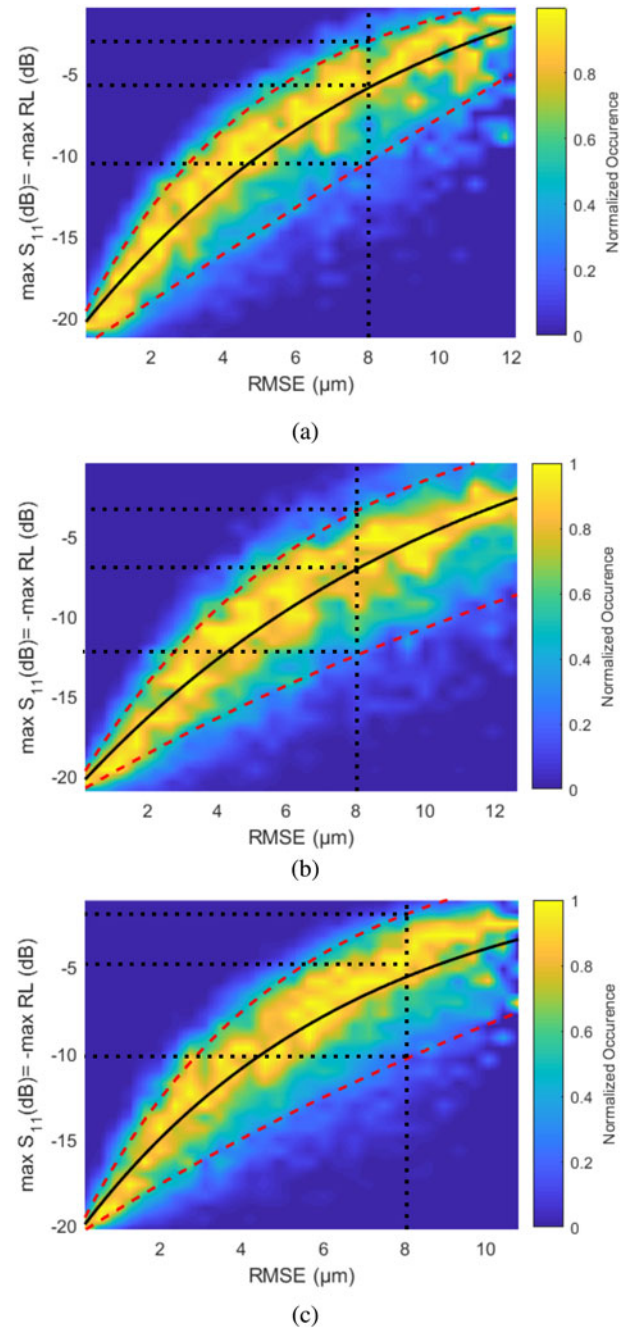 max S11(dB)= -max RL (dB)
-5
-10
-15
-20
2 4 6 8 10 12
RMSE (µm)
0.8
0.6
0.4
0.2
0
Normalized Occurence
(a)
max S11(dB)= -max RL (dB)
-5
-10
-15
-20
2 4 6 8 10 12
RMSE (µm)
1
0.8
0.6
0.4
0.2
0
Normalized Occurence
(b)
max S11(dB)= -max RL (dB)
-5
-10
-15
-20
2 4 6 8 10
RMSE (µm)
1
0.8
0.6
0.4
0.2
0
Normalized Occurence
(c)